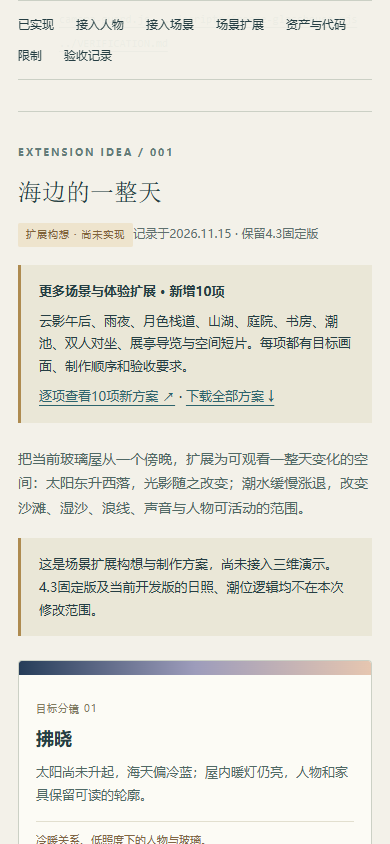 已实现 接入人物 接入场景 场景扩展 资产与代码
限制 验收记录
EXTENSION IDEA / 001
海边的一整天
扩展构想 · 尚未实现 记录于2026.11.15 · 保留4.3固定版
更多场景与体验扩展 · 新增10项
云影午后、雨夜、月色栈道、山湖、庭院、书房、潮
池、双人对坐、展亭导览与空间短片。每项都有目标画
面、制作顺序和验收要求。
逐项查看10项新方案 ↗ · 下载全部方案 ↓
把当前玻璃屋从一个傍晚，扩展为可观看一整天变化的空
间：太阳东升西落，光影随之改变；潮水缓慢涨退，改变
沙滩、湿沙、浪线、声音与人物可活动的范围。
这是场景扩展构想与制作方案，尚未接入三维演示。
4.3固定版及当前开发版的日照、潮位逻辑均不在本次
修改范围。
目标分镜 01
拂晓
太阳尚未升起，海天偏冷蓝；屋内暖灯仍亮，人物和家
具保留可读的轮廓。
冷暖关系、低照度下的人物与玻璃。